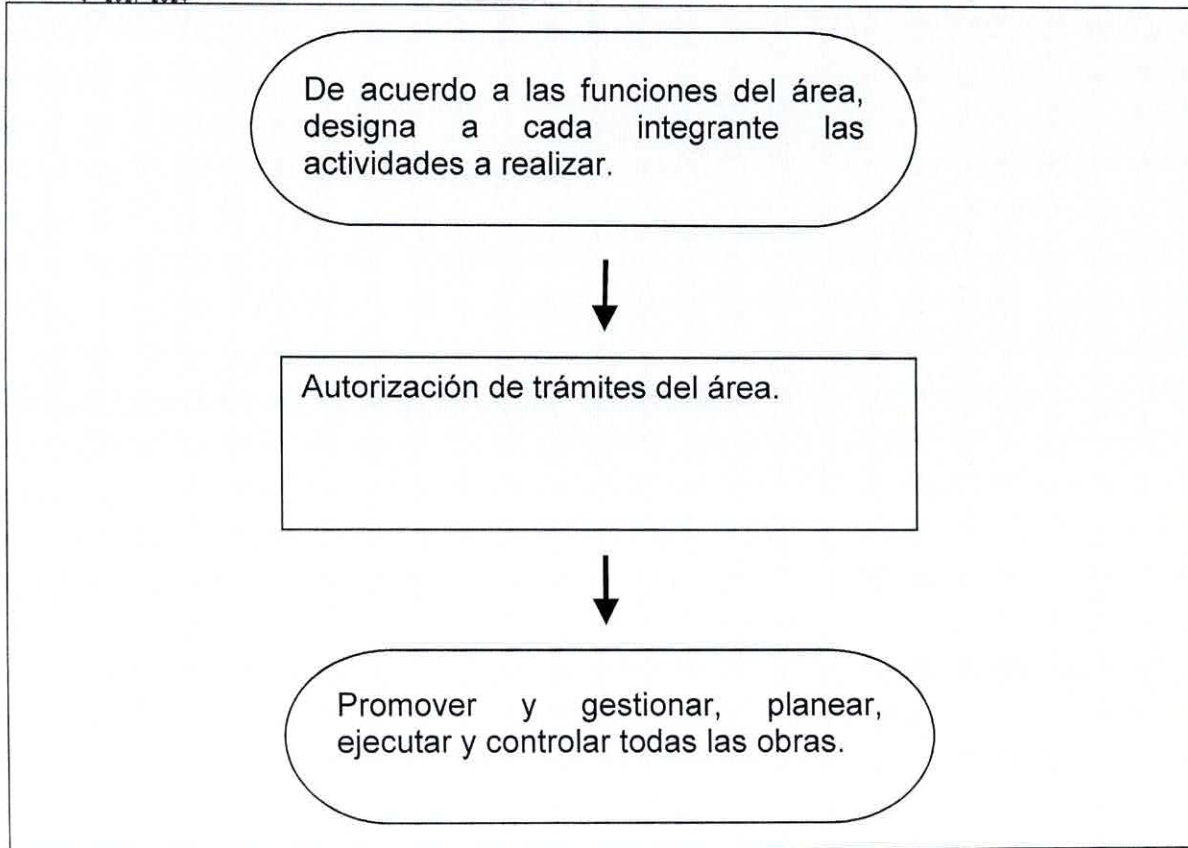 De acuerdo a las funciones del área,
designa a cada integrante las
actividades a realizar.
Autorización de trámites del área.
Promover y gestionar, planear,
ejecutar y controlar todas las obras.